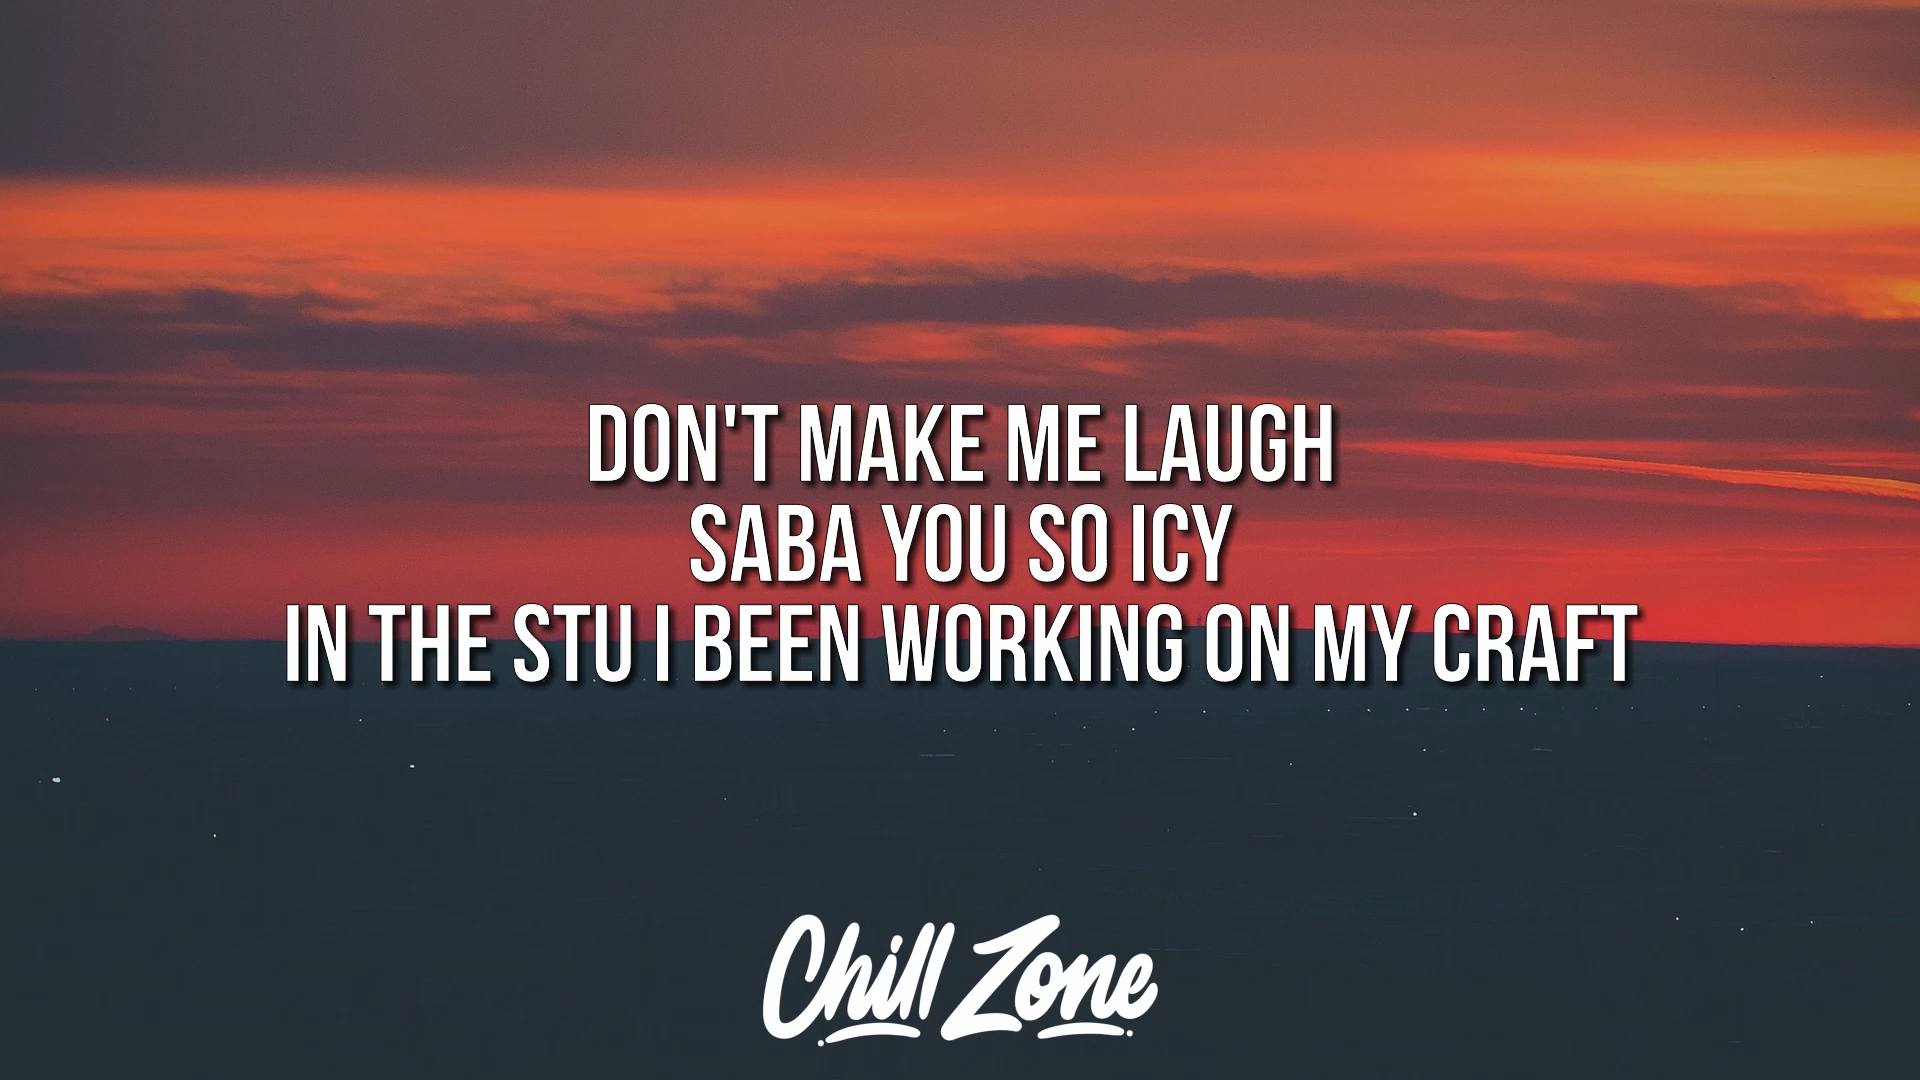 DON'T MAKE ME LAUGH
SABA YOU SO ICY
IN THE STU I BEEN WORKING ON MY CRAFT
Chill Zone